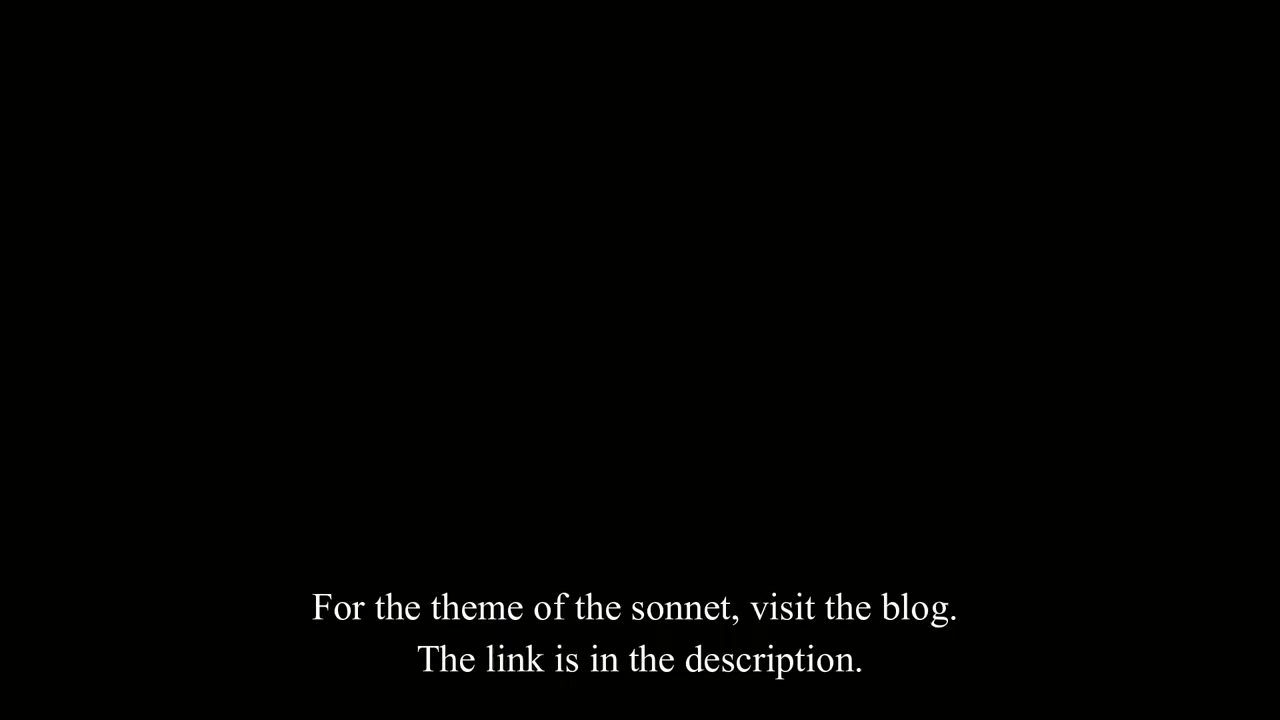 For the theme of the sonnet, visit the blog.
The link is in the description.